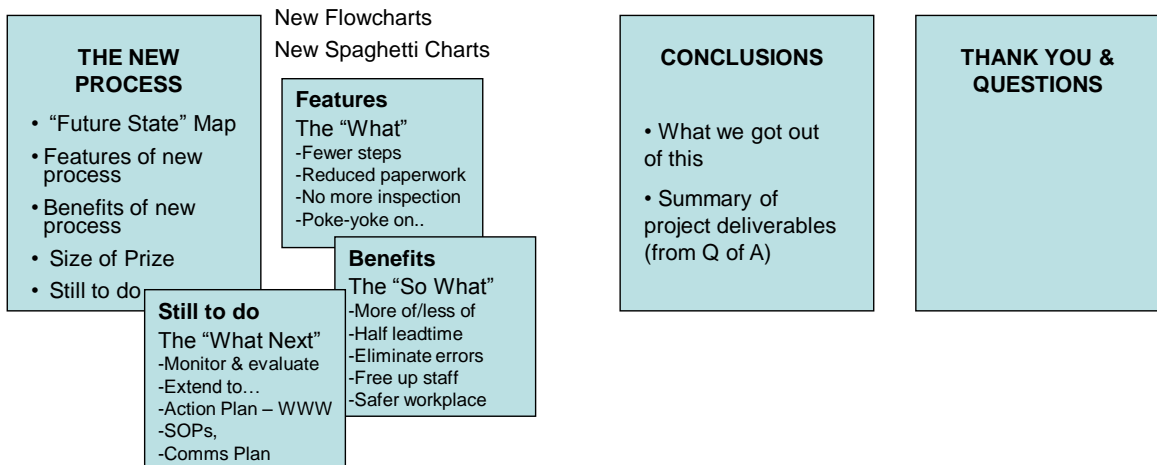 THE NEW
PROCESS
• “Future State” Map
• Features of new
process
• Benefits of new
process
• Size of Prize
• Still to do
New Flowcharts
New Spaghetti Charts
Features
The “What”
-Fewer steps
-Reduced paperwork
-No more inspection
-Poke-yoke on..
Benefits
The “So What”
-More of/less of
-Half leadtime
-Eliminate errors
-Free up staff
-Safer workplace
Still to do
The “What Next”
-Monitor & evaluate
-Extend to…
-Action Plan – WWW
-SOPs,
-Comms Plan
CONCLUSIONS
• What we got out
of this
• Summary of
project deliverables
(from Q of A)
THANK YOU &
QUESTIONS